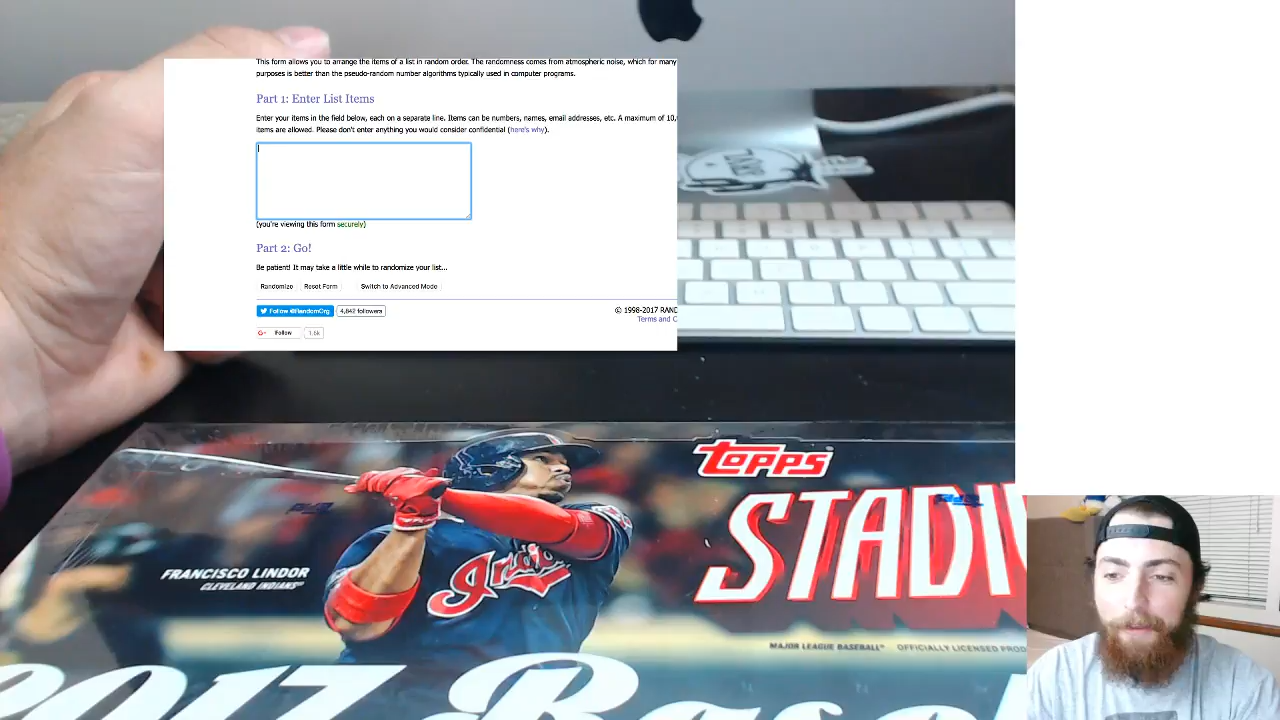 This form allows you to arrange the items of a list in random order. The randomness comes from atmospheric noise, which for many
purposes is better than the pseudo-random number algorithms typically used in computer programs.
Part 1: Enter List Items
Enter your items in the field below, each on a separate line. Items can be numbers, names, email addresses, etc. A maximum of 10,
items are allowed. Please don't enter anything you would consider confidential (here's why).
(you're viewing this form securely)
Part 2: Go!
Be patient! It may take a little while to randomize your list...
Randomize Reset Form Switch to Advanced Mode
Follow @RandomOrg 4,842 followers
© 1998-2017 RAND
Terms and C
G+ Follow 1.6k
TOPPS
STADIU
FRANCISCO LINDOR
CLEVELAND INDIANS
Indians
MAJOR LEAGUE BASEBALL OFFICIALLY LICENSED PROD
2017 Base